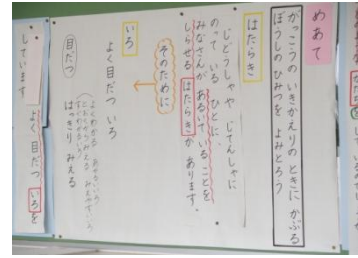 めあて
がっこうの いきかえりの ときに かぶる
ぼうしの ひみつを よみとろう
はたらき
じどうしゃや じてんしゃに
のって いる ひとに、
みなさんが あるいて いる ことを
しらせる はたらきが あります。
そのために
いろ
よく目だつ いろ
目だつ
はっきり みえる
よく目だつ いろを
しています